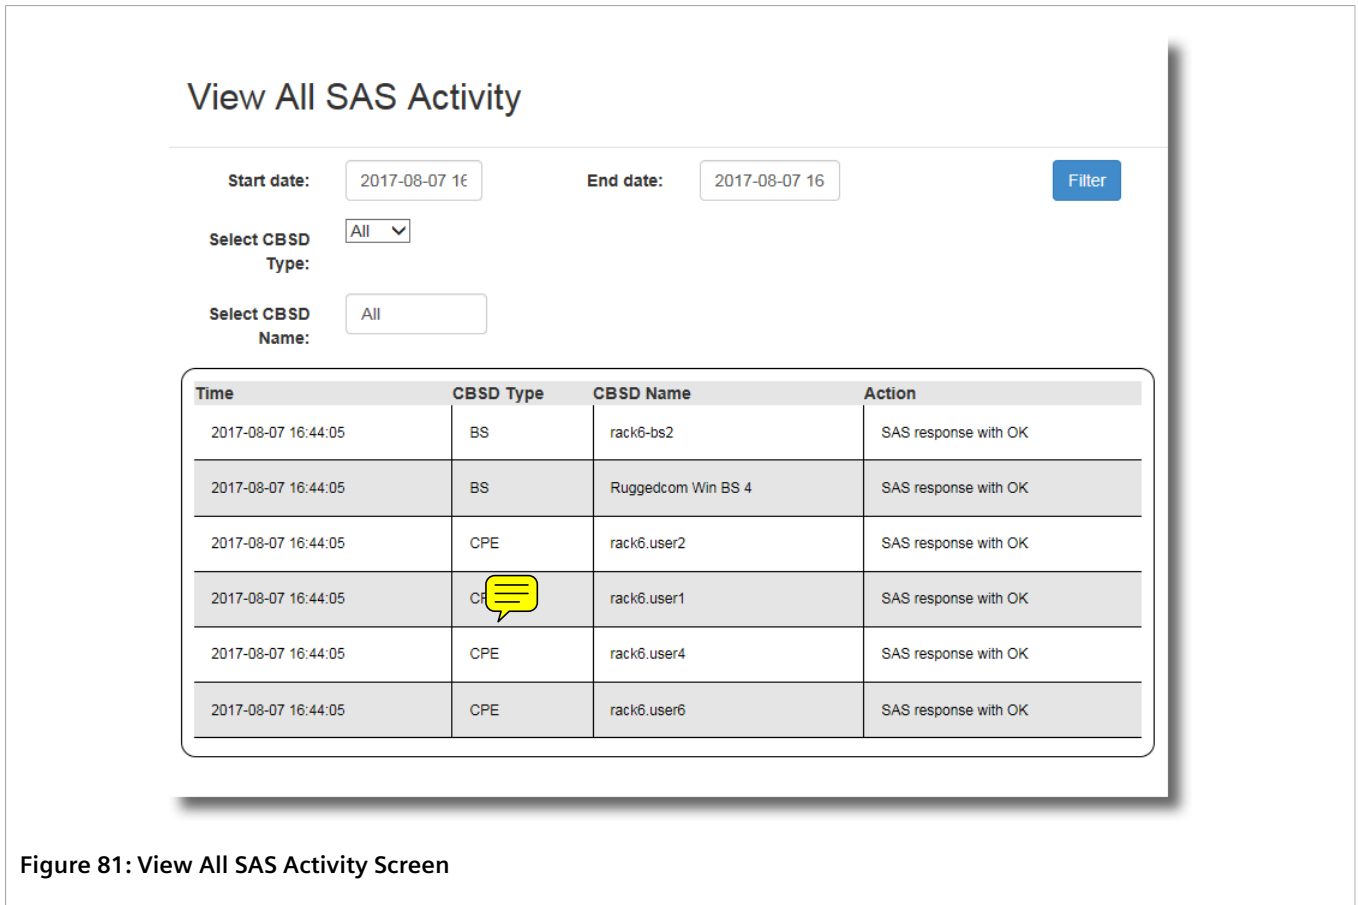 View All SAS Activity
Start date: 2017-08-07 16 End date: 2017-08-07 16 Filter
Select CBSD Type: All
Select CBSD Name: All
Time CBSD Type CBSD Name Action
2017-08-07 16:44:05 BS rack6-bs2 SAS response with OK
2017-08-07 16:44:05 BS Ruggedcom Win BS 4 SAS response with OK
2017-08-07 16:44:05 CPE rack6.user2 SAS response with OK
2017-08-07 16:44:05 rack6.user1 SAS response with OK
2017-08-07 16:44:05 CPE rack6.user4 SAS response with OK
2017-08-07 16:44:05 CPE rack6.user6 SAS response with OK
Figure 81: View All SAS Activity Screen